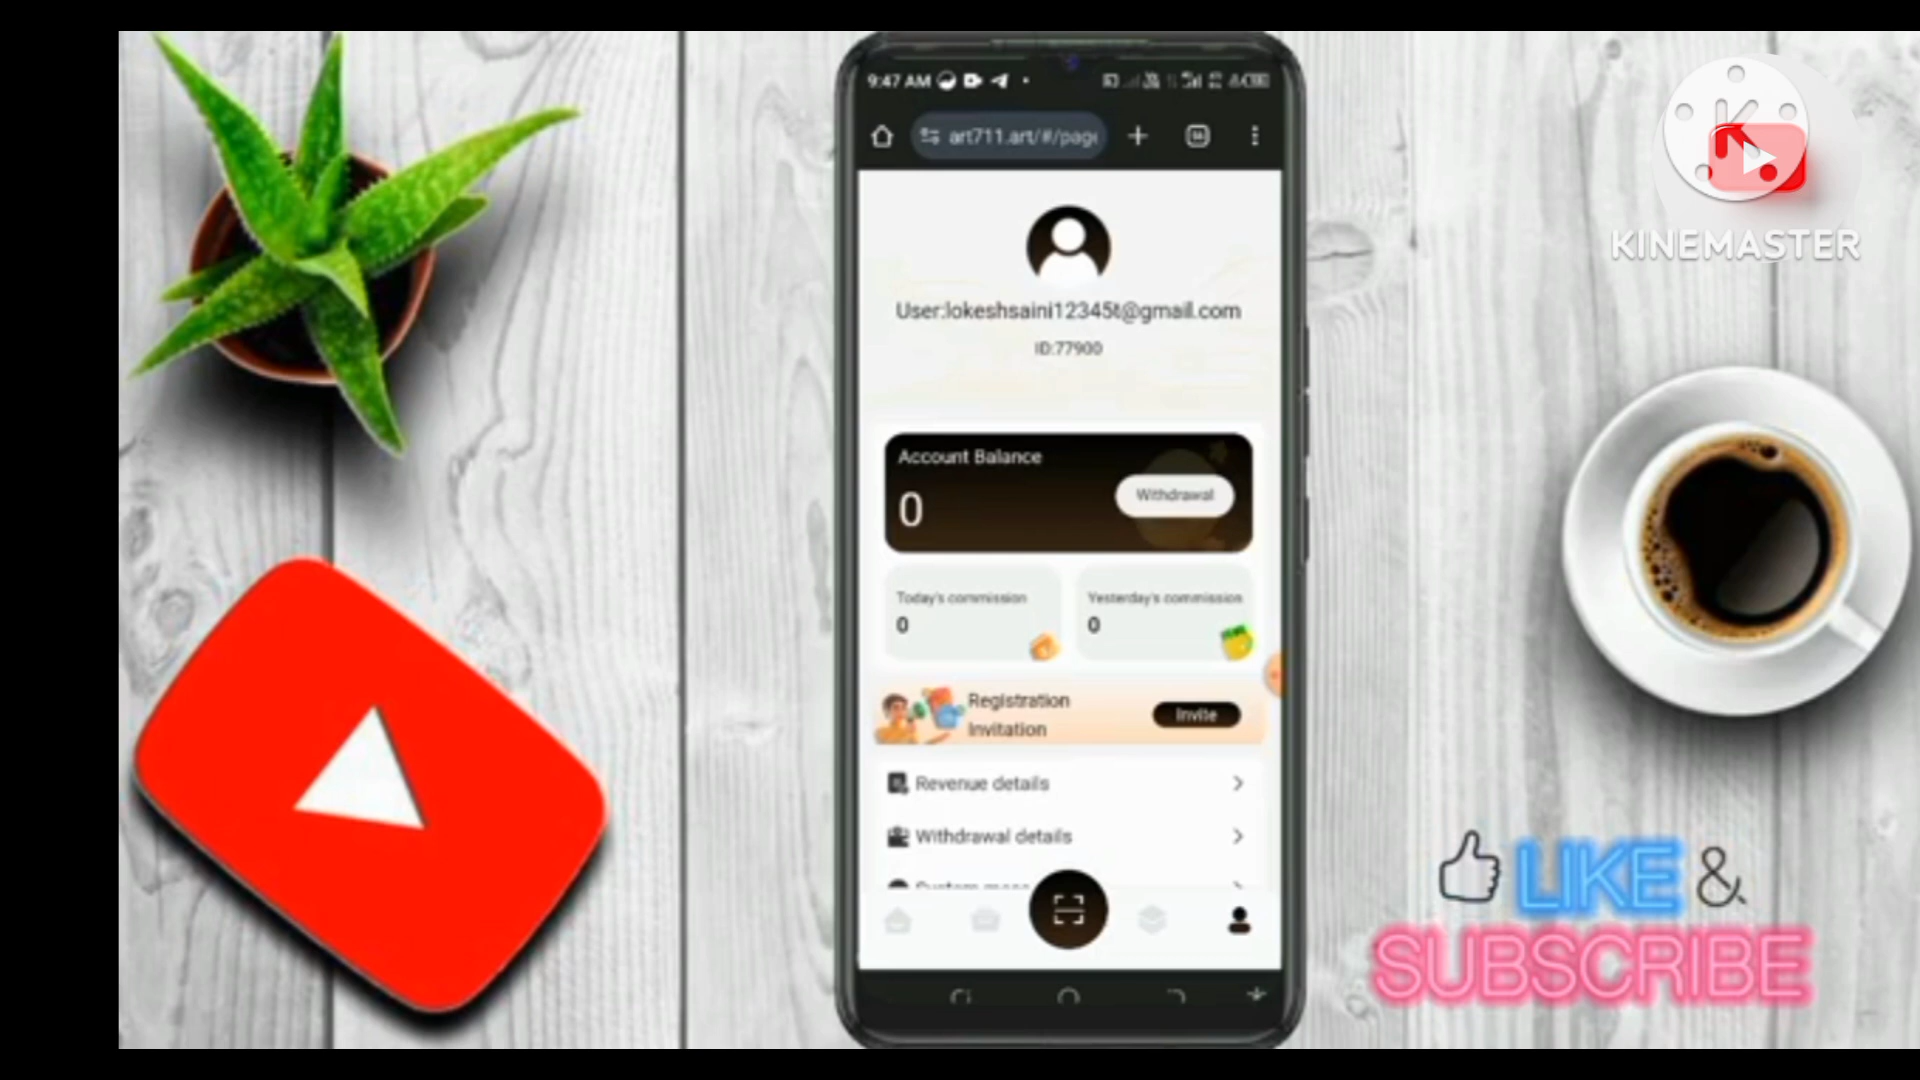 9:47 AM
art711.art/#/page
KINEMASTER
User:lokeshsaini12345t@gmail.com
ID:77900
Account Balance
0
Withdrawal
Today's commission
0
Yesterday's commission
0
Registration
Invitation
Invite
Revenue details
Withdrawal details
LIKE &
SUBSCRIBE